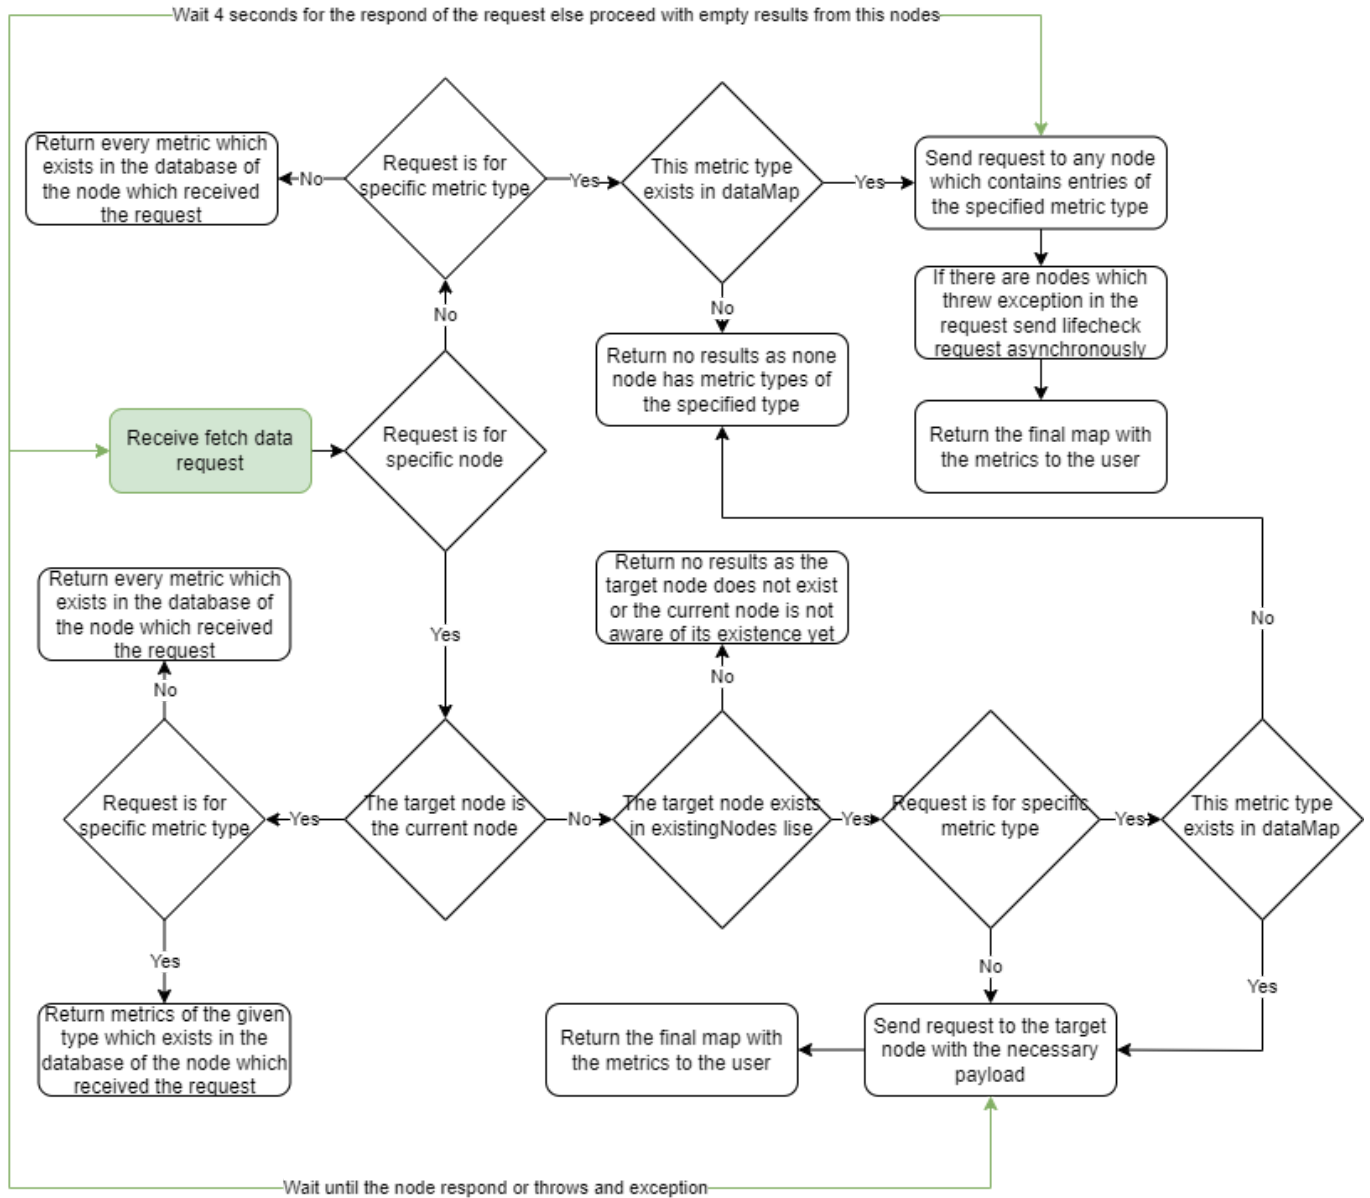 Wait 4 seconds for the respond of the request else proceed with empty results from this nodes
Return every metric which
exists in the database of
the node which received
the request
No
Request is for
specific metric type
Yes
This metric type
exists in dataMap
Yes
Send request to any node
which contains entries of
the specified metric type
No
No
If there are nodes which
threw exception in the
request send lifecheck
request asynchronously
Return no results as none
node has metric types of
the specified type
Receive fetch data
request
Request is for
specific node
Return the final map with
the metrics to the user
Return every metric which
exists in the database of
the node which received
the request
Yes
Return no results as the
target node does not exist
or the current node is not
aware of its existence yet
No
No
No
Request is for
specific metric type
Yes
The target node is
the current node
No
The target node exists
in existingNodes lise
Yes
Request is for specific
metric type
Yes
This metric type
exists in dataMap
Yes
No
Yes
Return metrics of the given
type which exists in the
database of the node which
received the request
Return the final map with
the metrics to the user
Send request to the target
node with the necessary
payload
Wait until the node respond or throws and exception